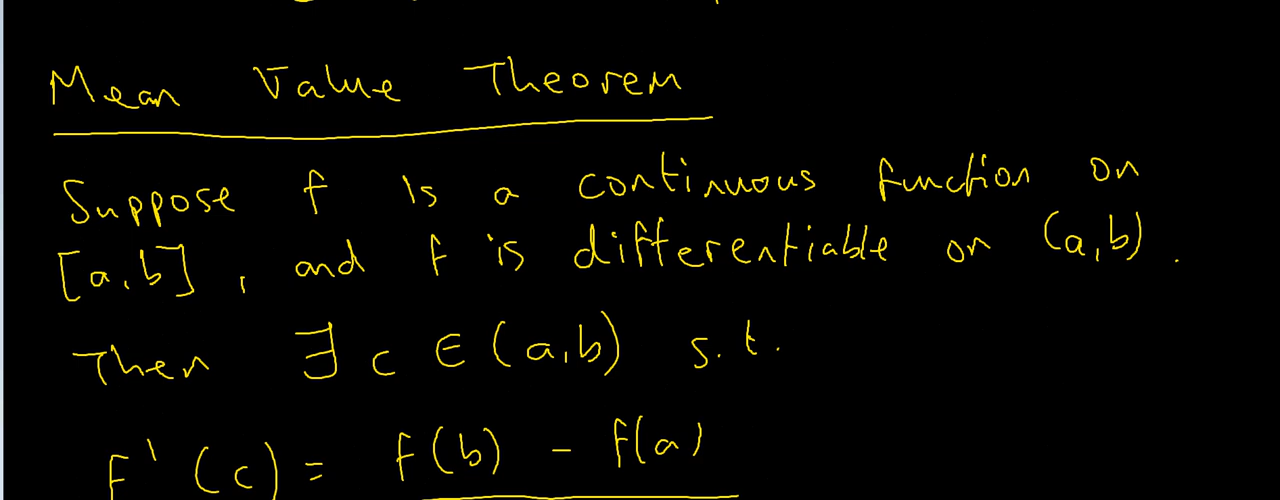 Mean Value Theorem
Suppose f is a continuous function on
[a,b], and f is differentiable on (a,b).
Then ∃ c ∈ (a,b) s.t.
f'(c) = f(b) - f(a)